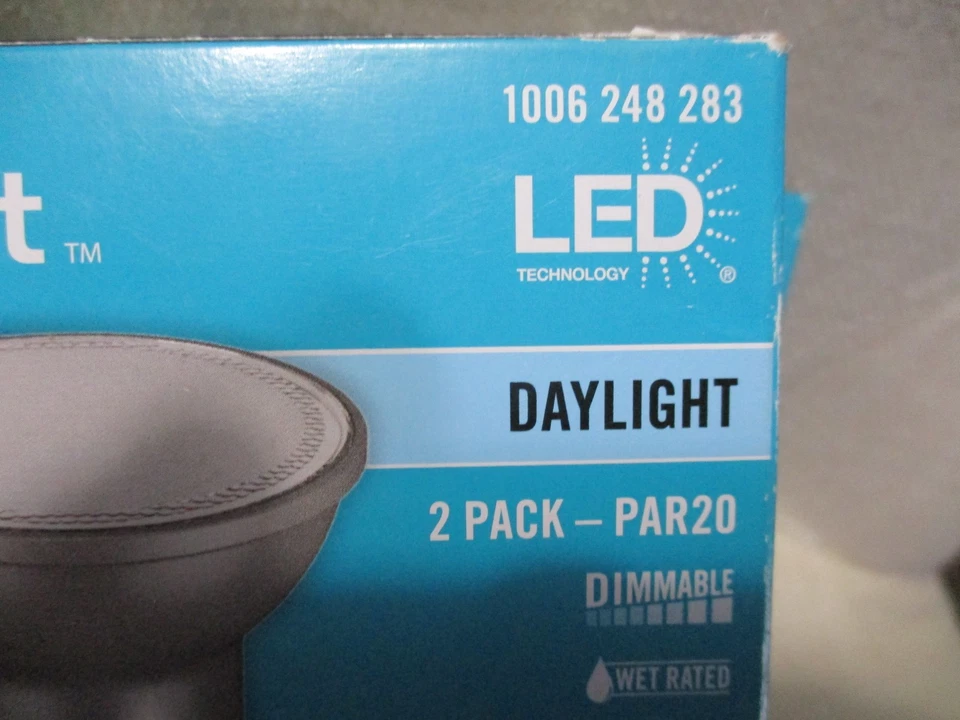 1006 248 283
LED
TECHNOLOGY ®
t ™
DAYLIGHT
2 PACK – PAR20
DIMMABLE
WET RATED